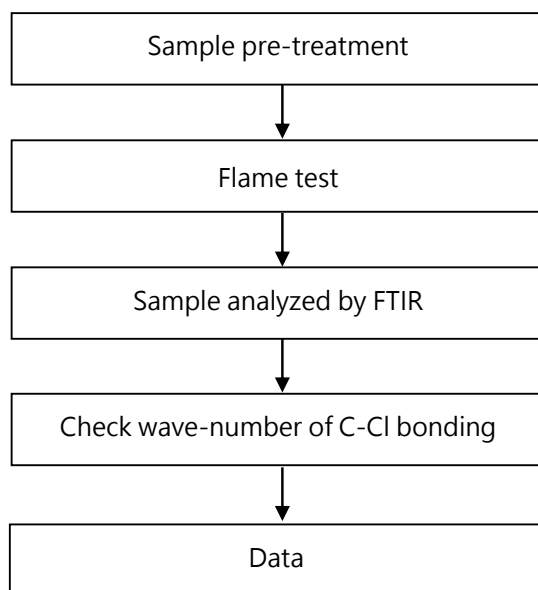 Sample pre-treatment
Flame test
Sample analyzed by FTIR
Check wave-number of C-Cl bonding
Data